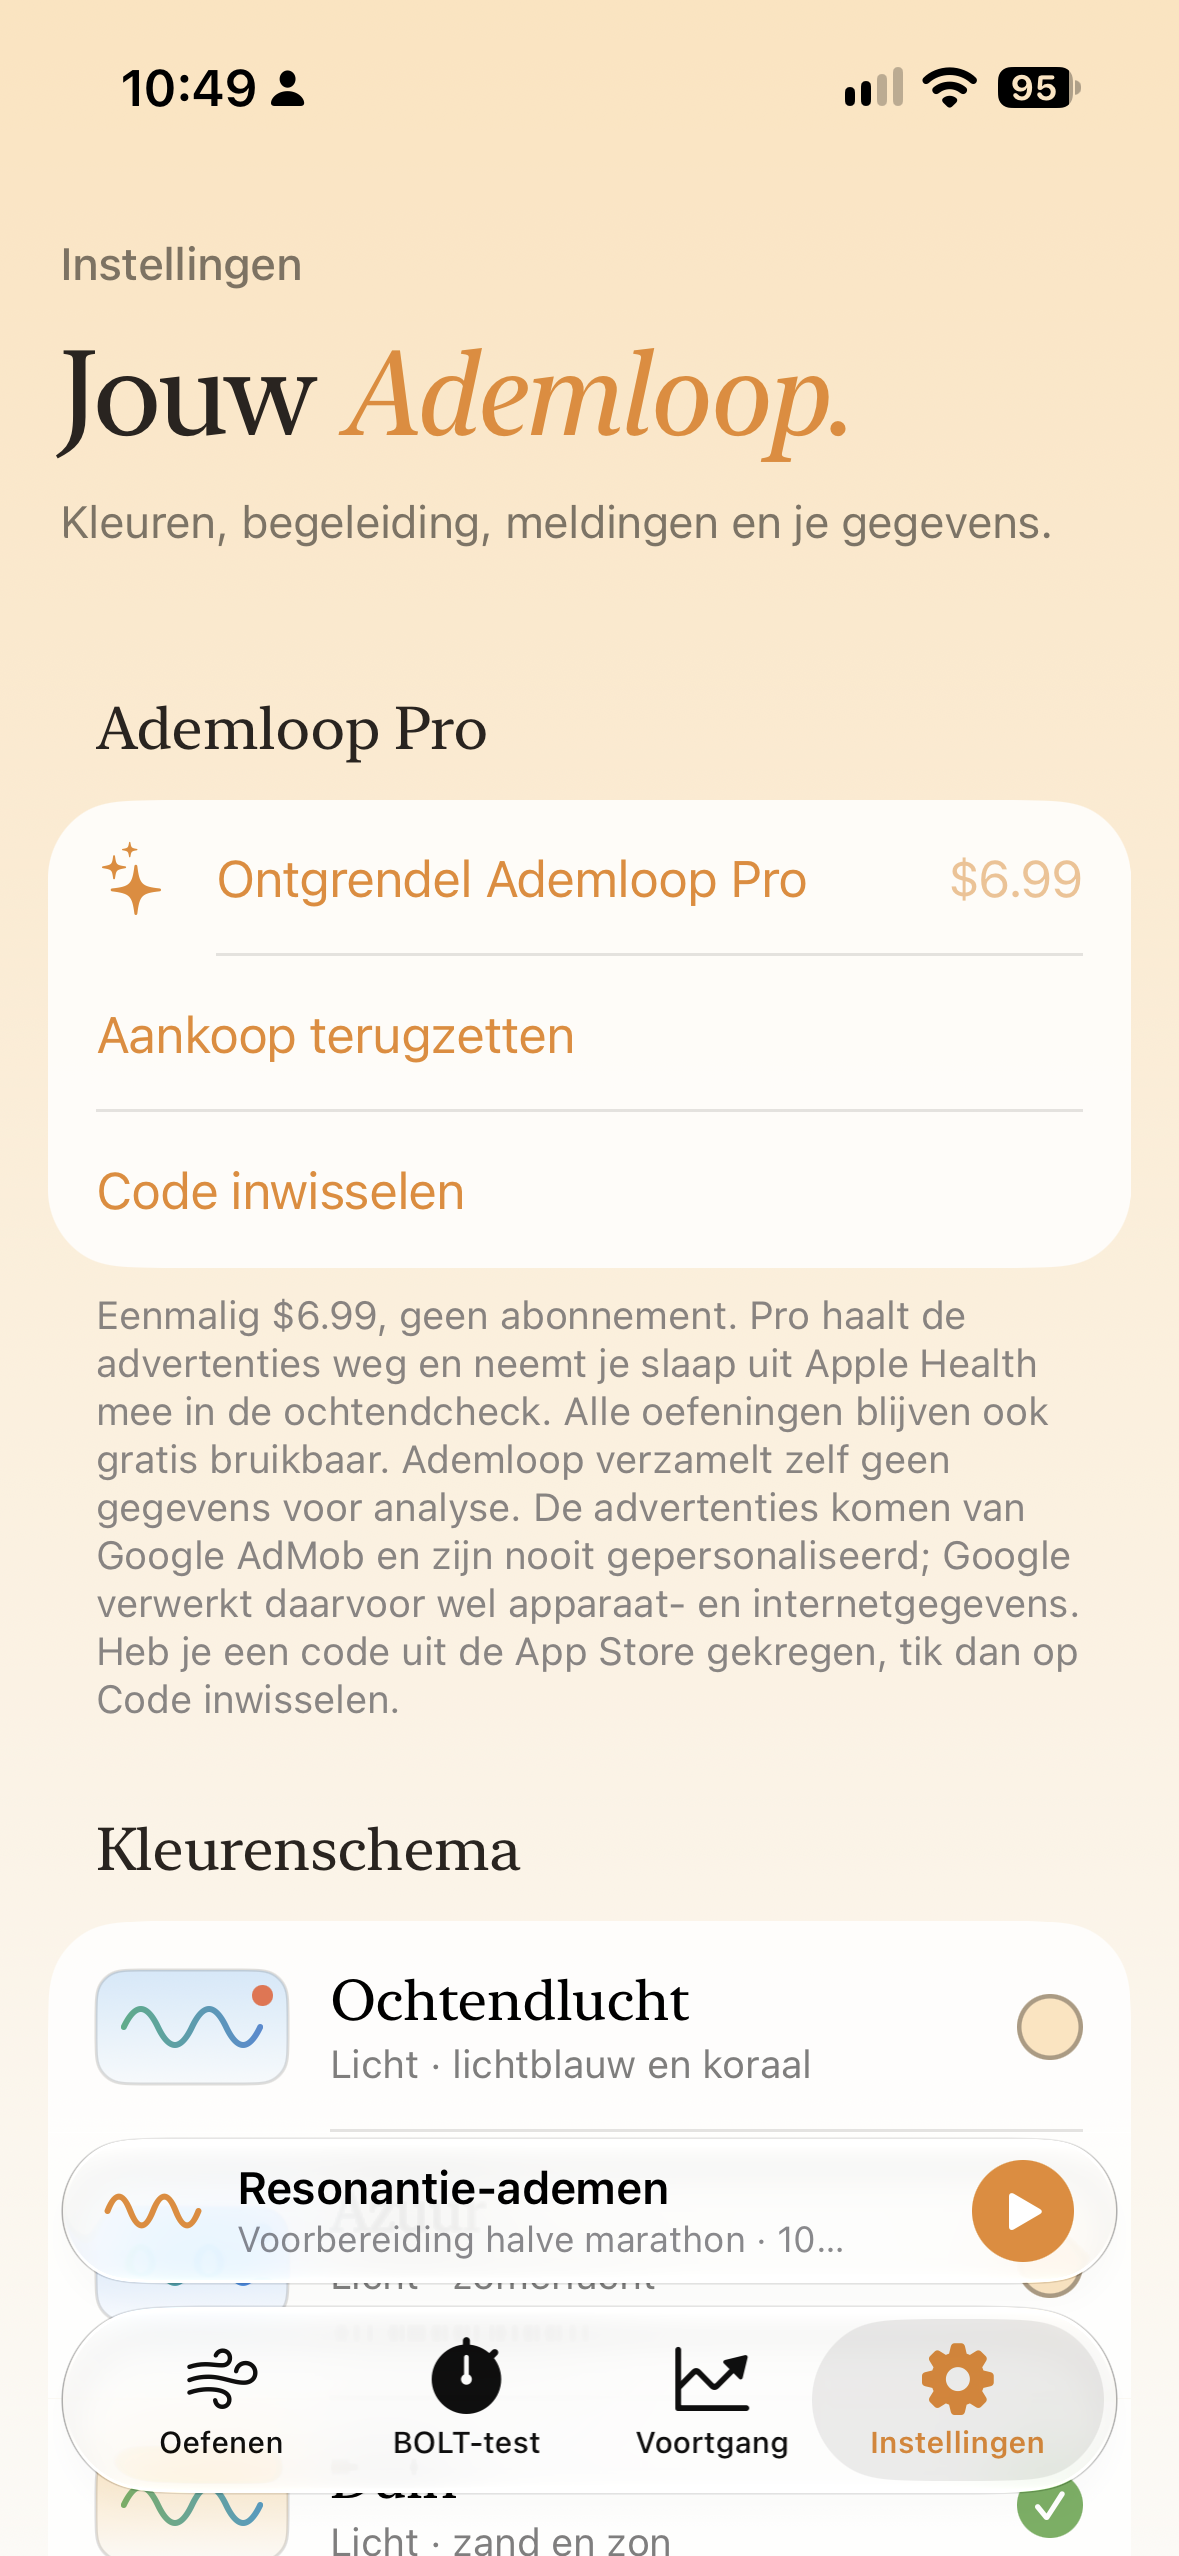 10:49
95
Instellingen
Jouw Ademloop.
Kleuren, begeleiding, meldingen en je gegevens.
Ademloop Pro
Ontgrendel Ademloop Pro $6.99
Aankoop terugzetten
Code inwisselen
Eenmalig $6.99, geen abonnement. Pro haalt de
advertenties weg en neemt je slaap uit Apple Health
mee in de ochtendcheck. Alle oefeningen blijven ook
gratis bruikbaar. Ademloop verzamelt zelf geen
gegevens voor analyse. De advertenties komen van
Google AdMob en zijn nooit gepersonaliseerd; Google
verwerkt daarvoor wel apparaat- en internetgegevens.
Heb je een code uit de App Store gekregen, tik dan op
Code inwisselen.
Kleurenschema
Ochtendlucht
Licht · lichtblauw en koraal
Resonantie-ademen
Voorbereiding halve marathon · 10...
Oefenen BOLT-test Voortgang Instellingen
Licht · zand en zon